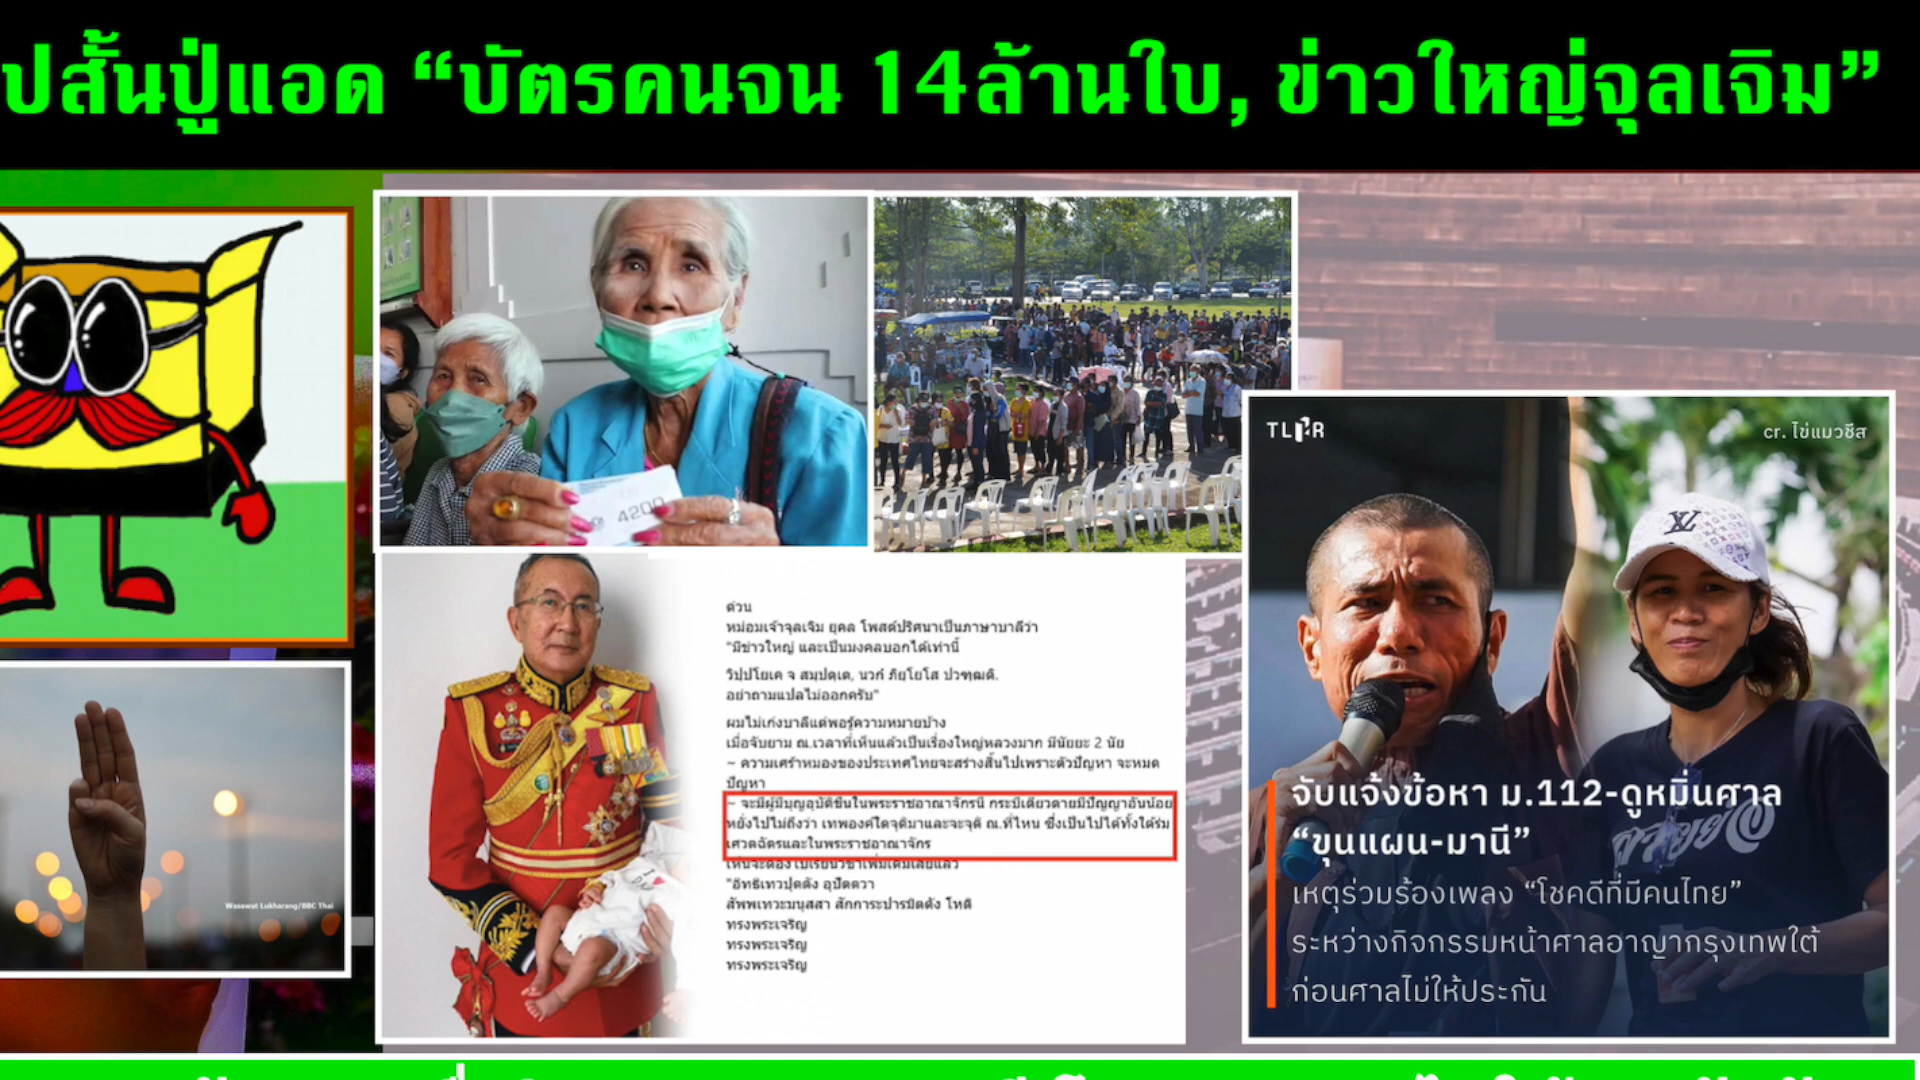 ปสั้นปู่แอด “บัตรคนจน 14ล้านใบ, ข่าวใหญ่จุลเจิม”
4200
TLHR
cr. ไข่แมวชีส
LV
ด่วน
หม่อมเจ้าจุลเจิม ยุคล โพสต์ปริศนาเป็นภาษาบาลีว่า
"มีข่าวใหญ่ และเป็นมงคลบอกได้เท่านี้
วิปฺปโยเค จ สมฺปตฺเต, นวกํ ภิยฺโยโส ปวฑฺฒติ.
อย่าถามแปลไม่ออกครับ"
ผมไม่เก่งบาลีแต่พอรู้ความหมายบ้าง
เมื่อจับยาม ณ.เวลาที่เห็นแล้วเป็นเรื่องใหญ่หลวงมาก มีนัยยะ 2 นัย
~ ความเศร้าหมองของประเทศไทยจะสร่างสิ้นไปเพราะตัวปัญหา จะหมด
ปัญหา
~ จะมีผู้มีบุญอุบัติขึ้นในพระราชอาณาจักรนี้ กระบี่เดียวดายมีปัญญาอันน้อย
หยั่งไปไม่ถึงว่า เทพองค์ใดจุติมาและจะจุติ ณ.ที่ไหน ซึ่งเป็นไปได้ทั้งใต้ร่ม
เศวตฉัตรและในพระราชอาณาจักร
เห็นจะต้องไปเรียนวิชาเพิ่มเติมเสียแล้ว
"อิทธิเทวปุตตัง อุปัตตวา
สัพพเทวะมนุสสา สักการะปารมิตตัง โหติ
ทรงพระเจริญ
ทรงพระเจริญ
ทรงพระเจริญ
จับแจ้งข้อหา ม.112-ดูหมิ่นศาล
“ขุนแผน-มานี”
เหตุร่วมร้องเพลง “โชคดีที่มีคนไทย”
ระหว่างกิจกรรมหน้าศาลอาญากรุงเทพใต้
ก่อนศาลไม่ให้ประกัน
Wasawat Lukharang/BBC Thai